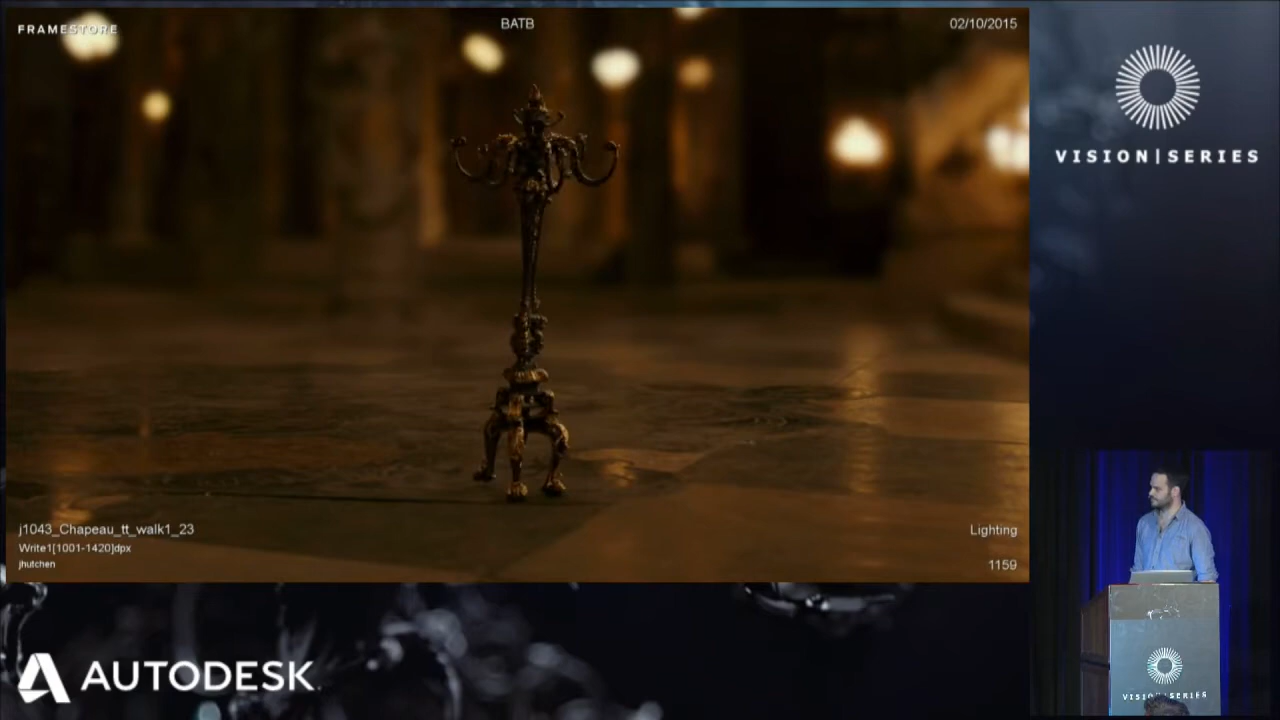 FRAMESTORE
BATB
02/10/2015
VISION|SERIES
j1043_Chapeau_tt_walk1_23
Write1[1001-1420]dpx
jhutchen
Lighting
1159
AUTODESK
VISION|SERIES